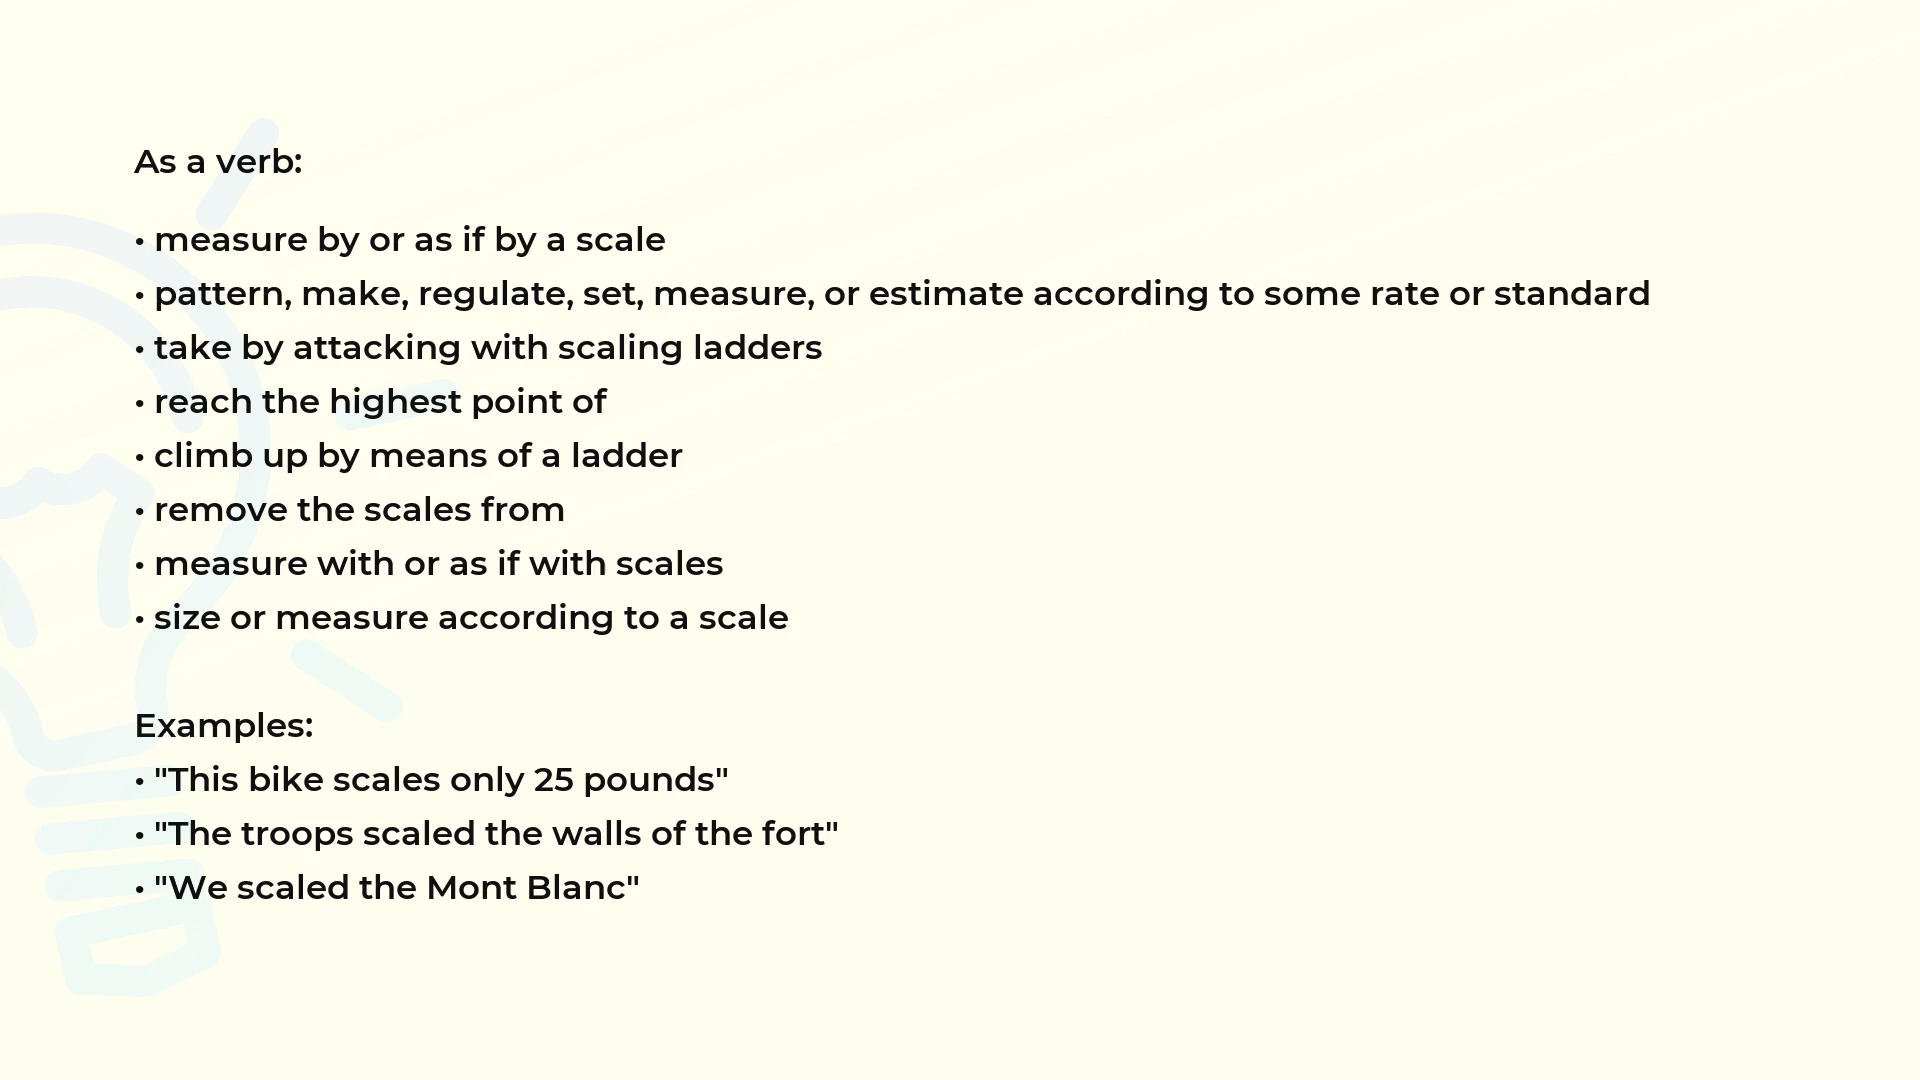 As a verb:
• measure by or as if by a scale
• pattern, make, regulate, set, measure, or estimate according to some rate or standard
• take by attacking with scaling ladders
• reach the highest point of
• climb up by means of a ladder
• remove the scales from
• measure with or as if with scales
• size or measure according to a scale
Examples:
• "This bike scales only 25 pounds"
• "The troops scaled the walls of the fort"
• "We scaled the Mont Blanc"